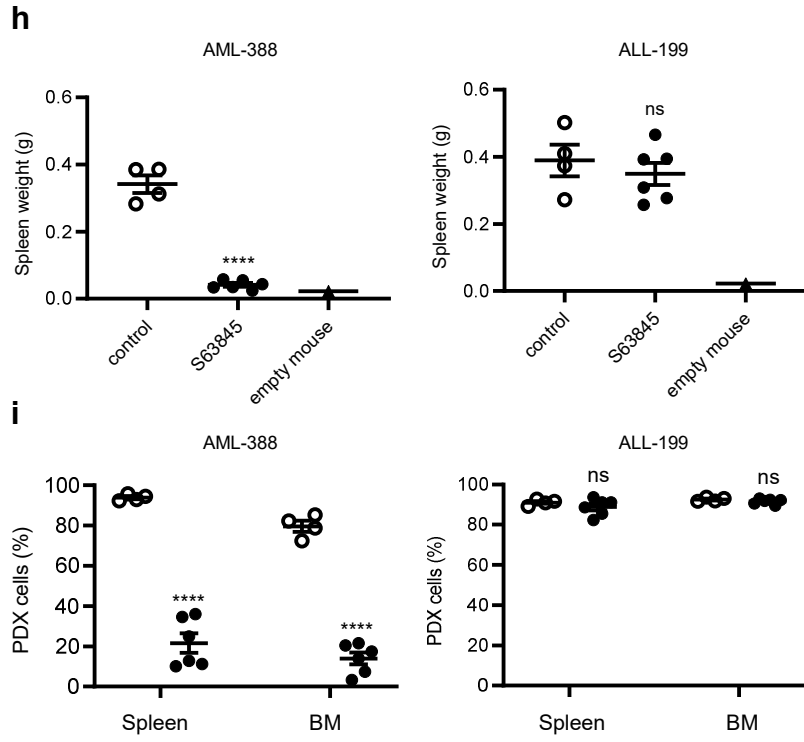 h
AML-388
ALL-199
Spleen weight (g)
0.6
0.4
0.2
0.0
****
control
S63845
empty mouse
Spleen weight (g)
0.6
0.4
0.2
0.0
ns
control
S63845
empty mouse
i
AML-388
ALL-199
PDX cells (%)
100
80
60
40
20
0
****
****
Spleen
BM
PDX cells (%)
100
80
60
40
20
0
ns
ns
Spleen
BM